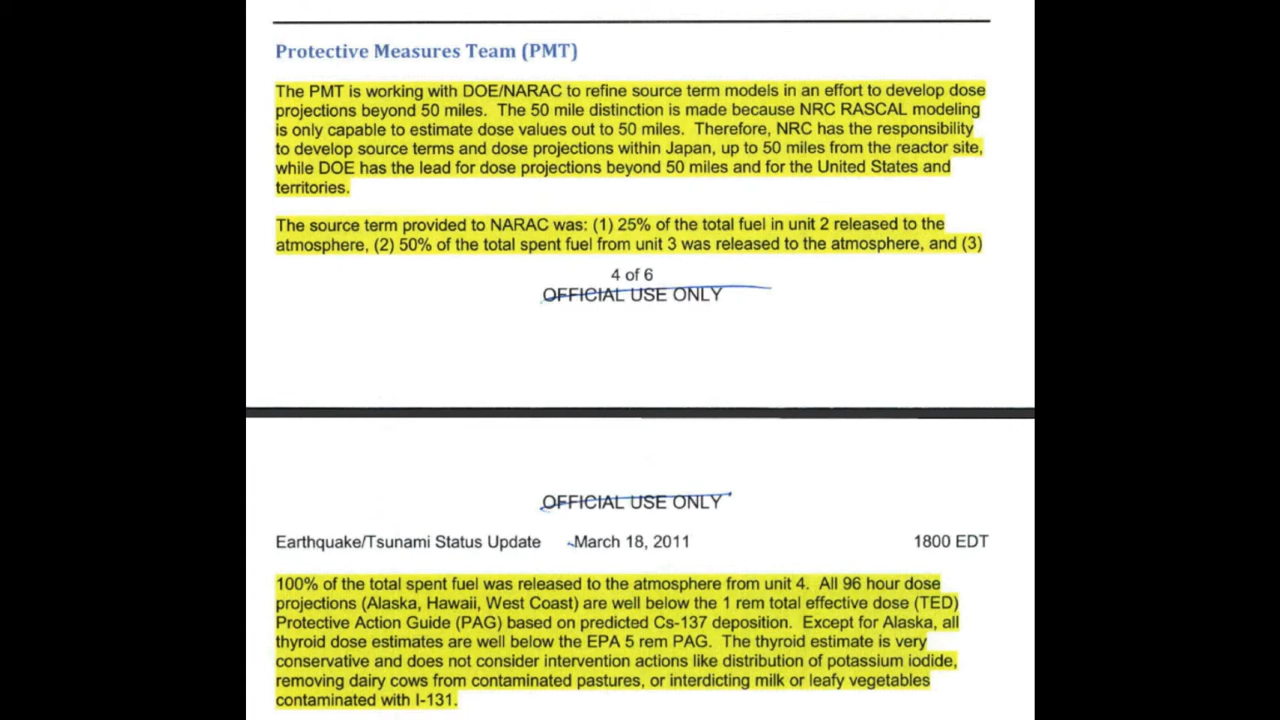 Protective Measures Team (PMT)
The PMT is working with DOE/NARAC to refine source term models in an effort to develop dose
projections beyond 50 miles. The 50 mile distinction is made because NRC RASCAL modeling
is only capable to estimate dose values out to 50 miles. Therefore, NRC has the responsibility
to develop source terms and dose projections within Japan, up to 50 miles from the reactor site,
while DOE has the lead for dose projections beyond 50 miles and for the United States and
territories.
The source term provided to NARAC was: (1) 25% of the total fuel in unit 2 released to the
atmosphere, (2) 50% of the total spent fuel from unit 3 was released to the atmosphere, and (3)
4 of 6
OFFICIAL USE ONLY
OFFICIAL USE ONLY
Earthquake/Tsunami Status Update March 18, 2011 1800 EDT
100% of the total spent fuel was released to the atmosphere from unit 4. All 96 hour dose
projections (Alaska, Hawaii, West Coast) are well below the 1 rem total effective dose (TED)
Protective Action Guide (PAG) based on predicted Cs-137 deposition. Except for Alaska, all
thyroid dose estimates are well below the EPA 5 rem PAG. The thyroid estimate is very
conservative and does not consider intervention actions like distribution of potassium iodide,
removing dairy cows from contaminated pastures, or interdicting milk or leafy vegetables
contaminated with I-131.